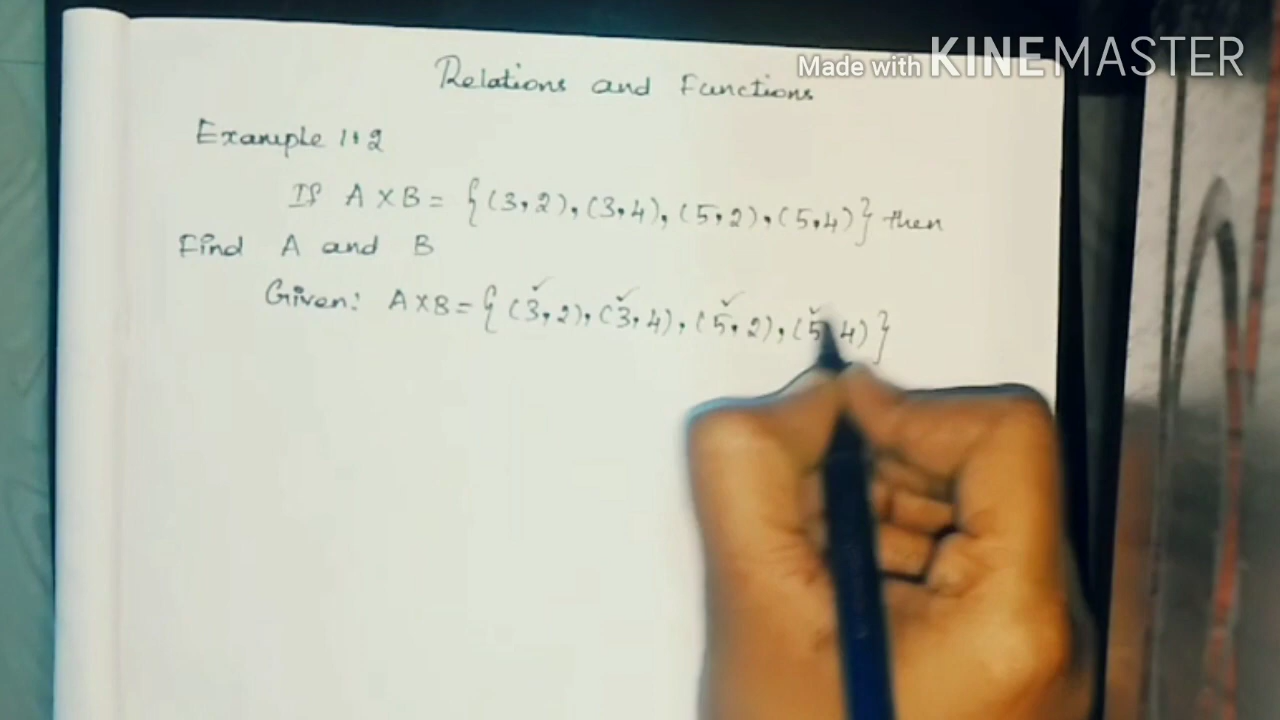 Made with KINEMASTER
Relations and Functions
Example 1.2
If A × B = {(3,2), (3,4), (5,2), (5,4)} then
Find A and B
Given: A×B = {(3,2), (3,4), (5,2), (5,4)}